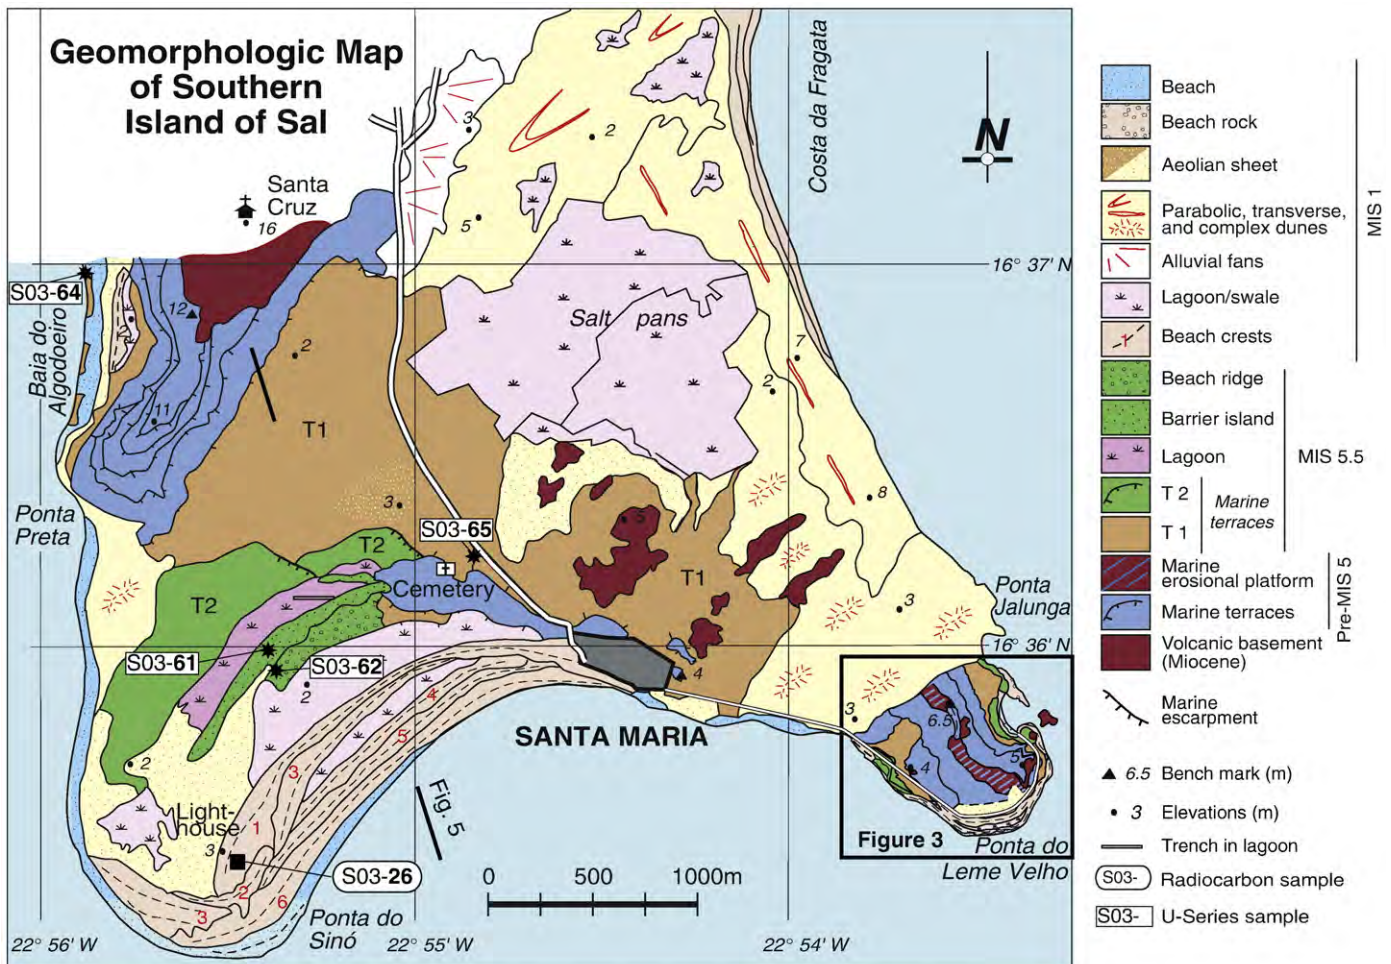 Geomorphologic Map
of Southern
Island of Sal
Santa
Cruz
16
3
2
5
Costa da Fragata
N
16° 37' N
S03-64
Baia do
Algodoeiro
12
2
11
T1
Salt pans
7
2
3
8
5
Ponta
Preta
S03-65
T2
Cemetery
T2
T1
3
Ponta
Jalunga
16° 36' N
S03-61
S03-62
2
4
4
5
3
SANTA MARIA
3
6.5
4
5
Figure 3
Ponta do
Leme Velho
2
Light-
house
3
1
Fig. 5
S03-26
2
3
6
Ponta do
Sinó
0 500 1000m
22° 56' W
22° 55' W
22° 54' W
Beach
Beach rock
Aeolian sheet
Parabolic, transverse,
and complex dunes
Alluvial fans
Lagoon/swale
1
Beach crests
MIS 1
Beach ridge
Barrier island
Lagoon
T 2
T 1
Marine
terraces
MIS 5.5
Marine
erosional platform
Marine terraces
Pre-MIS 5
Volcanic basement
(Miocene)
Marine
escarpment
6.5 Bench mark (m)
3 Elevations (m)
Trench in lagoon
S03- Radiocarbon sample
S03- U-Series sample